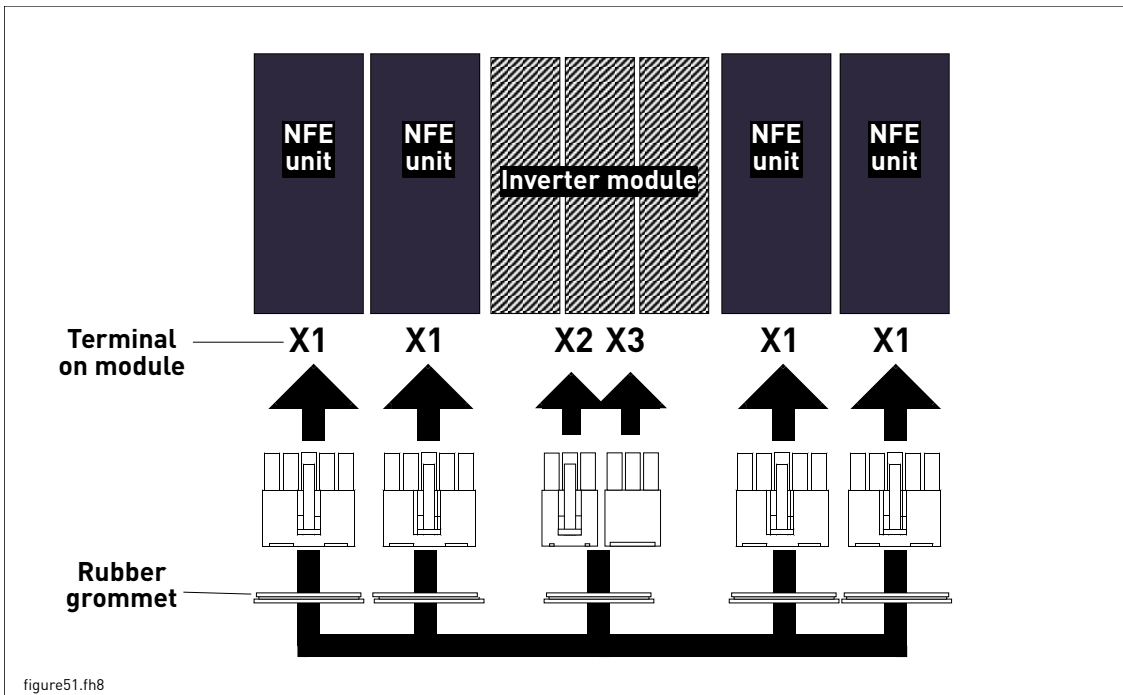 NFE
unit
NFE
unit
Inverter module
NFE
unit
NFE
unit
Terminal
on module
X1
X1
X2 X3
X1
X1
Rubber
grommet
figure51.fh8